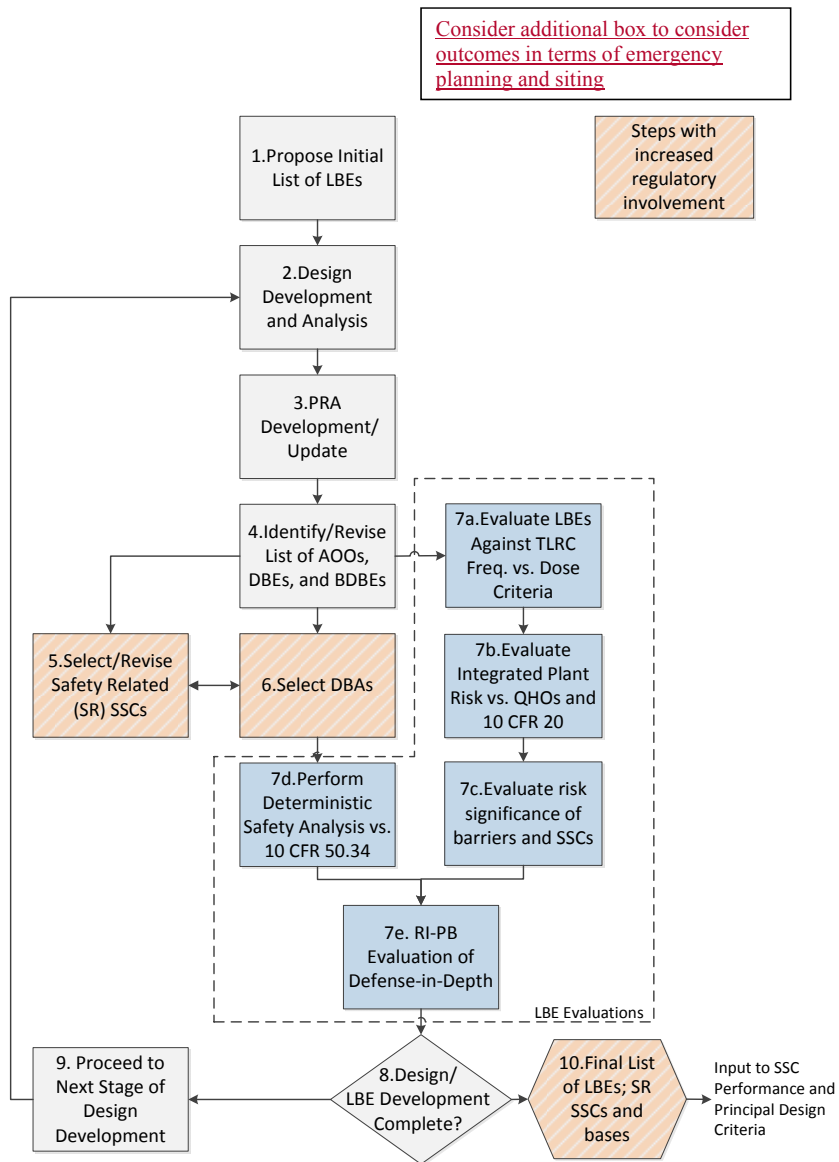 Consider additional box to consider
outcomes in terms of emergency
planning and siting
Steps with
increased
regulatory
involvement
1.Propose Initial
List of LBEs
2.Design
Development
and Analysis
3.PRA
Development/
Update
4.Identify/Revise
List of AOOs,
DBEs, and BDBEs
7a.Evaluate LBEs
Against TLRC
Freq. vs. Dose
Criteria
5.Select/Revise
Safety Related
(SR) SSCs
6.Select DBAs
7b.Evaluate
Integrated Plant
Risk vs. QHOs and
10 CFR 20
7d.Perform
Deterministic
Safety Analysis vs.
10 CFR 50.34
7c.Evaluate risk
significance of
barriers and SSCs
7e. RI-PB
Evaluation of
Defense-in-Depth
LBE Evaluations
9. Proceed to
Next Stage of
Design
Development
8.Design/
LBE Development
Complete?
10.Final List
of LBEs; SR
SSCs and
bases
Input to SSC
Performance and
Principal Design
Criteria